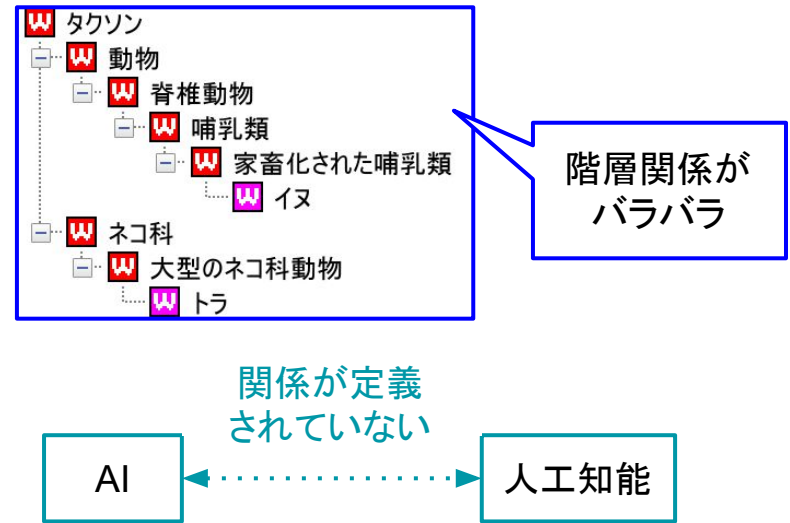 W タクソン
W 動物
W 脊椎動物
W 哺乳類
W 家畜化された哺乳類
W イヌ
W ネコ科
W 大型のネコ科動物
W トラ
階層関係が
バラバラ
関係が定義
されていない
AI
人工知能